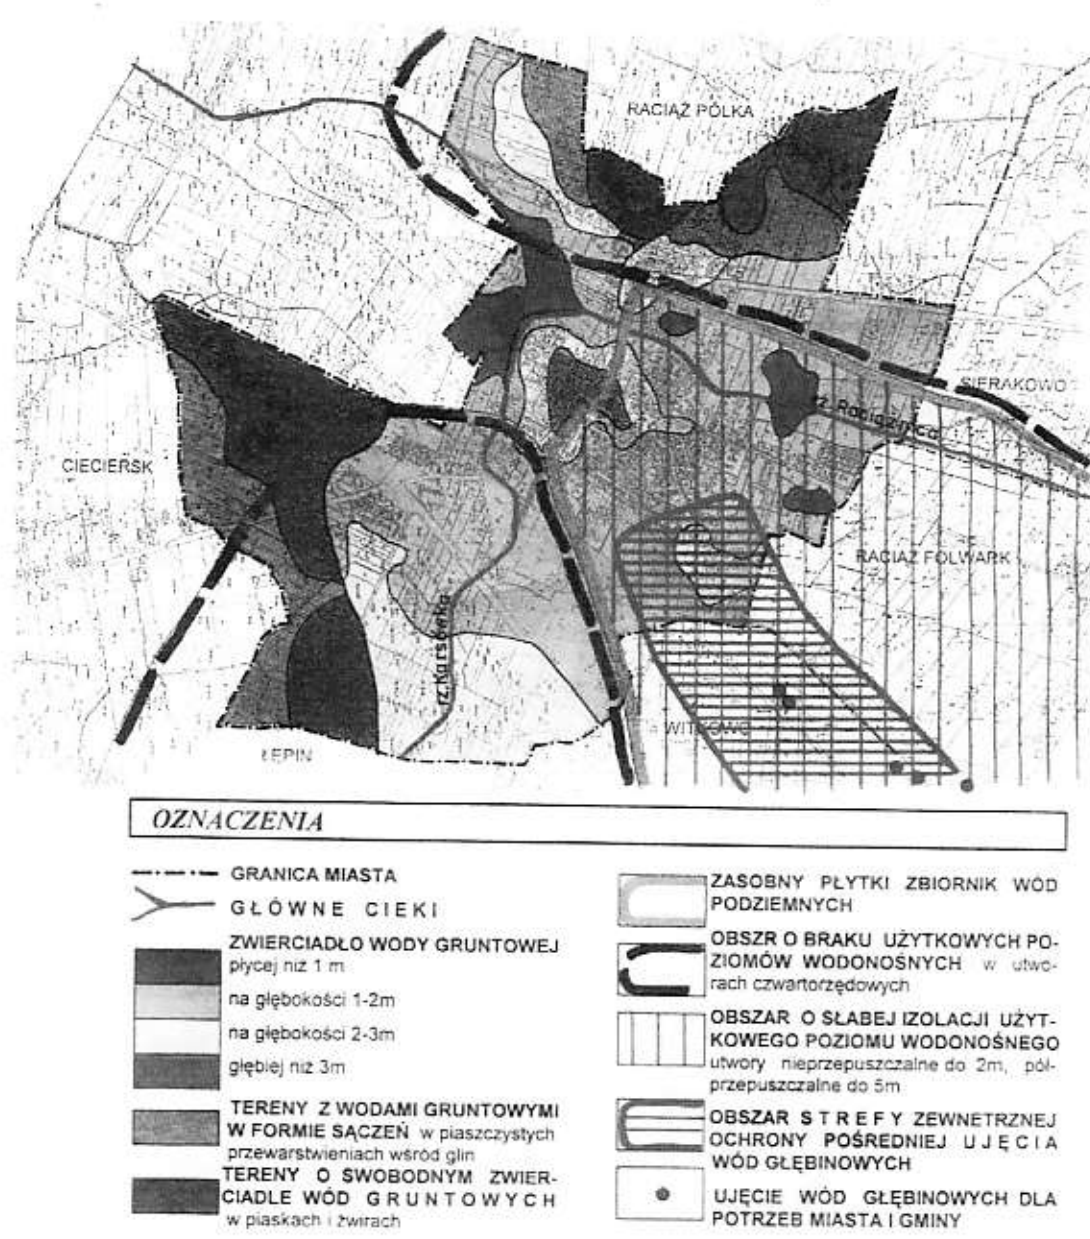 RACIĄŻ PÓLKA
SIERAKOWO
rz. Raciążnica
CIECIERSK
RACIĄŻ FOLWARK
rz. Karsówka
WITKOWO
ŁEPIN
OZNACZENIA
GRANICA MIASTA
GŁÓWNE CIEKI
ZWIERCIADŁO WODY GRUNTOWEJ
płycej niż 1 m
na głębokości 1-2m
na głębokości 2-3m
głębiej niż 3m
TERENY Z WODAMI GRUNTOWYMI
W FORMIE SĄCZEŃ w piaszczystych
przewarstwieniach wśród glin
TERENY O SWOBODNYM ZWIER-
CIADLE WÓD GRUNTOWYCH
w piaskach i żwirach
ZASOBNY PŁYTKI ZBIORNIK WÓD
PODZIEMNYCH
OBSZR O BRAKU UŻYTKOWYCH PO-
ZIOMÓW WODONOŚNYCH w utwo-
rach czwartorzędowych
OBSZAR O SŁABEJ IZOLACJI UŻYT-
KOWEGO POZIOMU WODONOŚNEGO
utwory nieprzepuszczalne do 2m, pół-
przepuszczalne do 5m
OBSZAR STREFY ZEWNETRZNEJ
OCHRONY POŚREDNIEJ UJĘCIA
WÓD GŁĘBINOWYCH
UJĘCIE WÓD GŁĘBINOWYCH DLA
POTRZEB MIASTA I GMINY